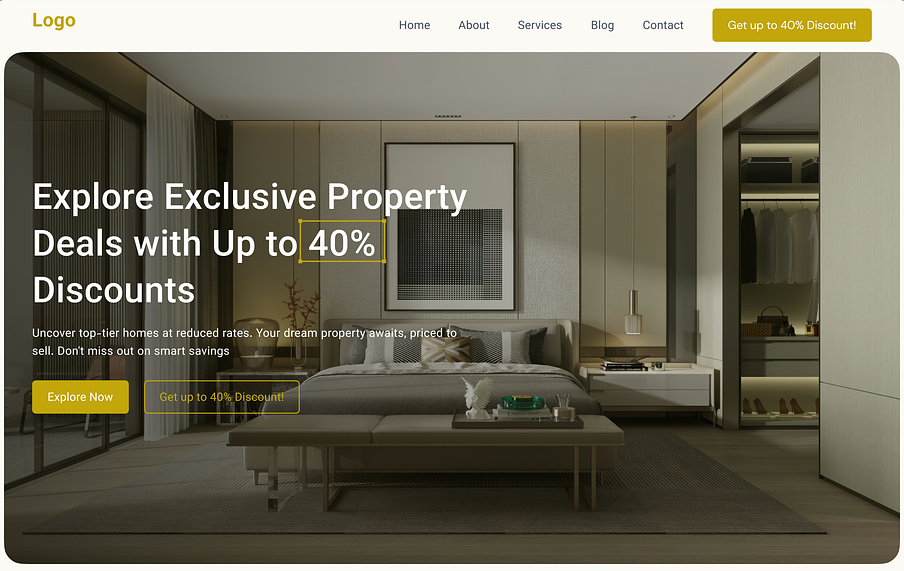 Logo
Home
About
Services
Blog
Contact
Get up to 40% Discount!
Explore Exclusive Property
Deals with Up to 40%
Discounts
Uncover top-tier homes at reduced rates. Your dream property awaits, priced to
sell. Don't miss out on smart savings
Explore Now
Get up to 40% Discount!